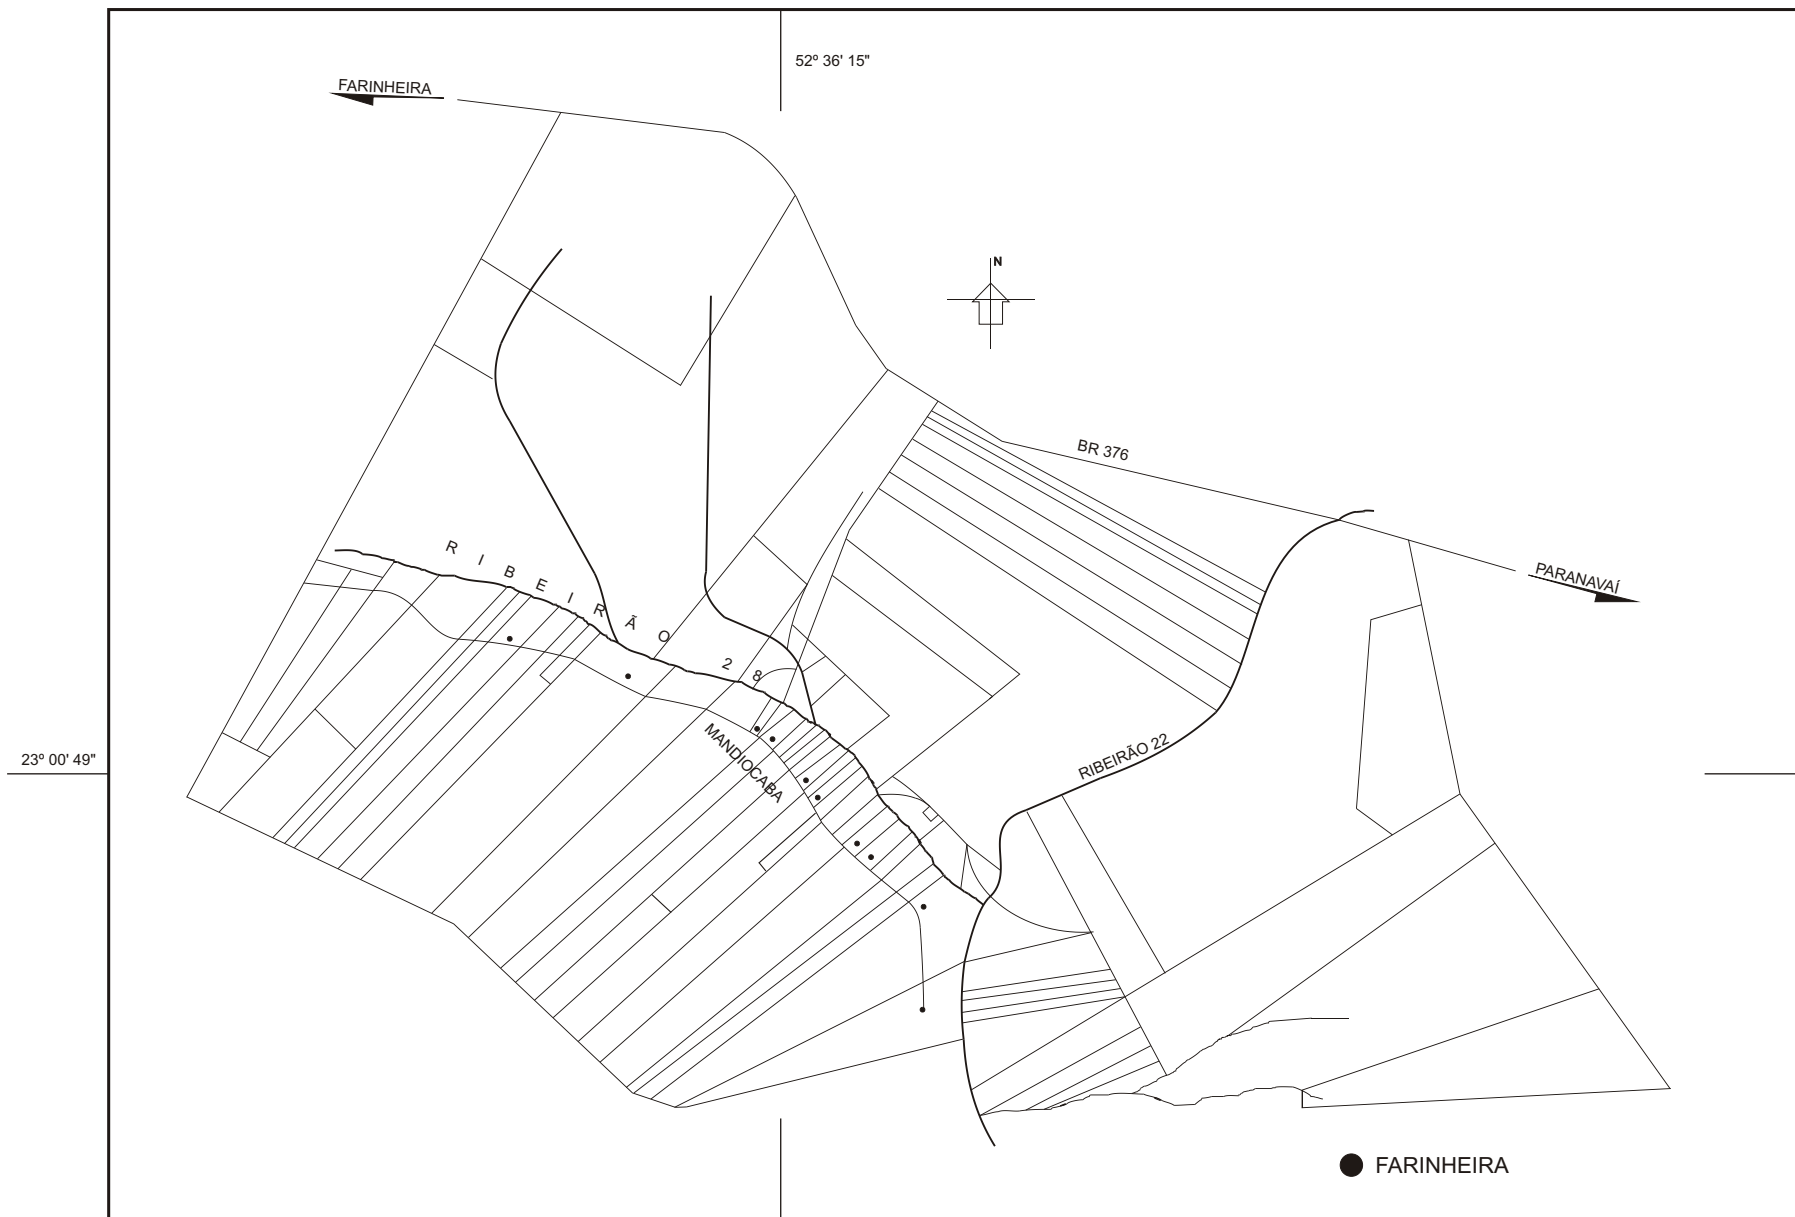 52º 36' 15"
FARINHEIRA
N
BR 376
RIBEIRÃO 28
PARANAVAÍ
MANDIOCABA
RIBEIRÃO 22
23º 00' 49"
FARINHEIRA